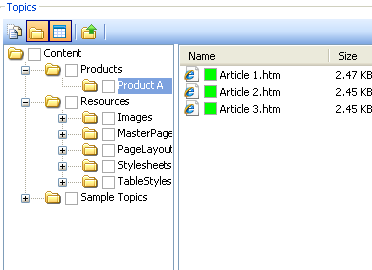 Topics
Content
Products
Product A
Resources
Images
MasterPage
PageLayou
Stylesheets
TableStyles
Sample Topics
Name Size
Article 1.htm 2.47 KB
Article 2.htm 2.45 KB
Article 3.htm 2.45 KB